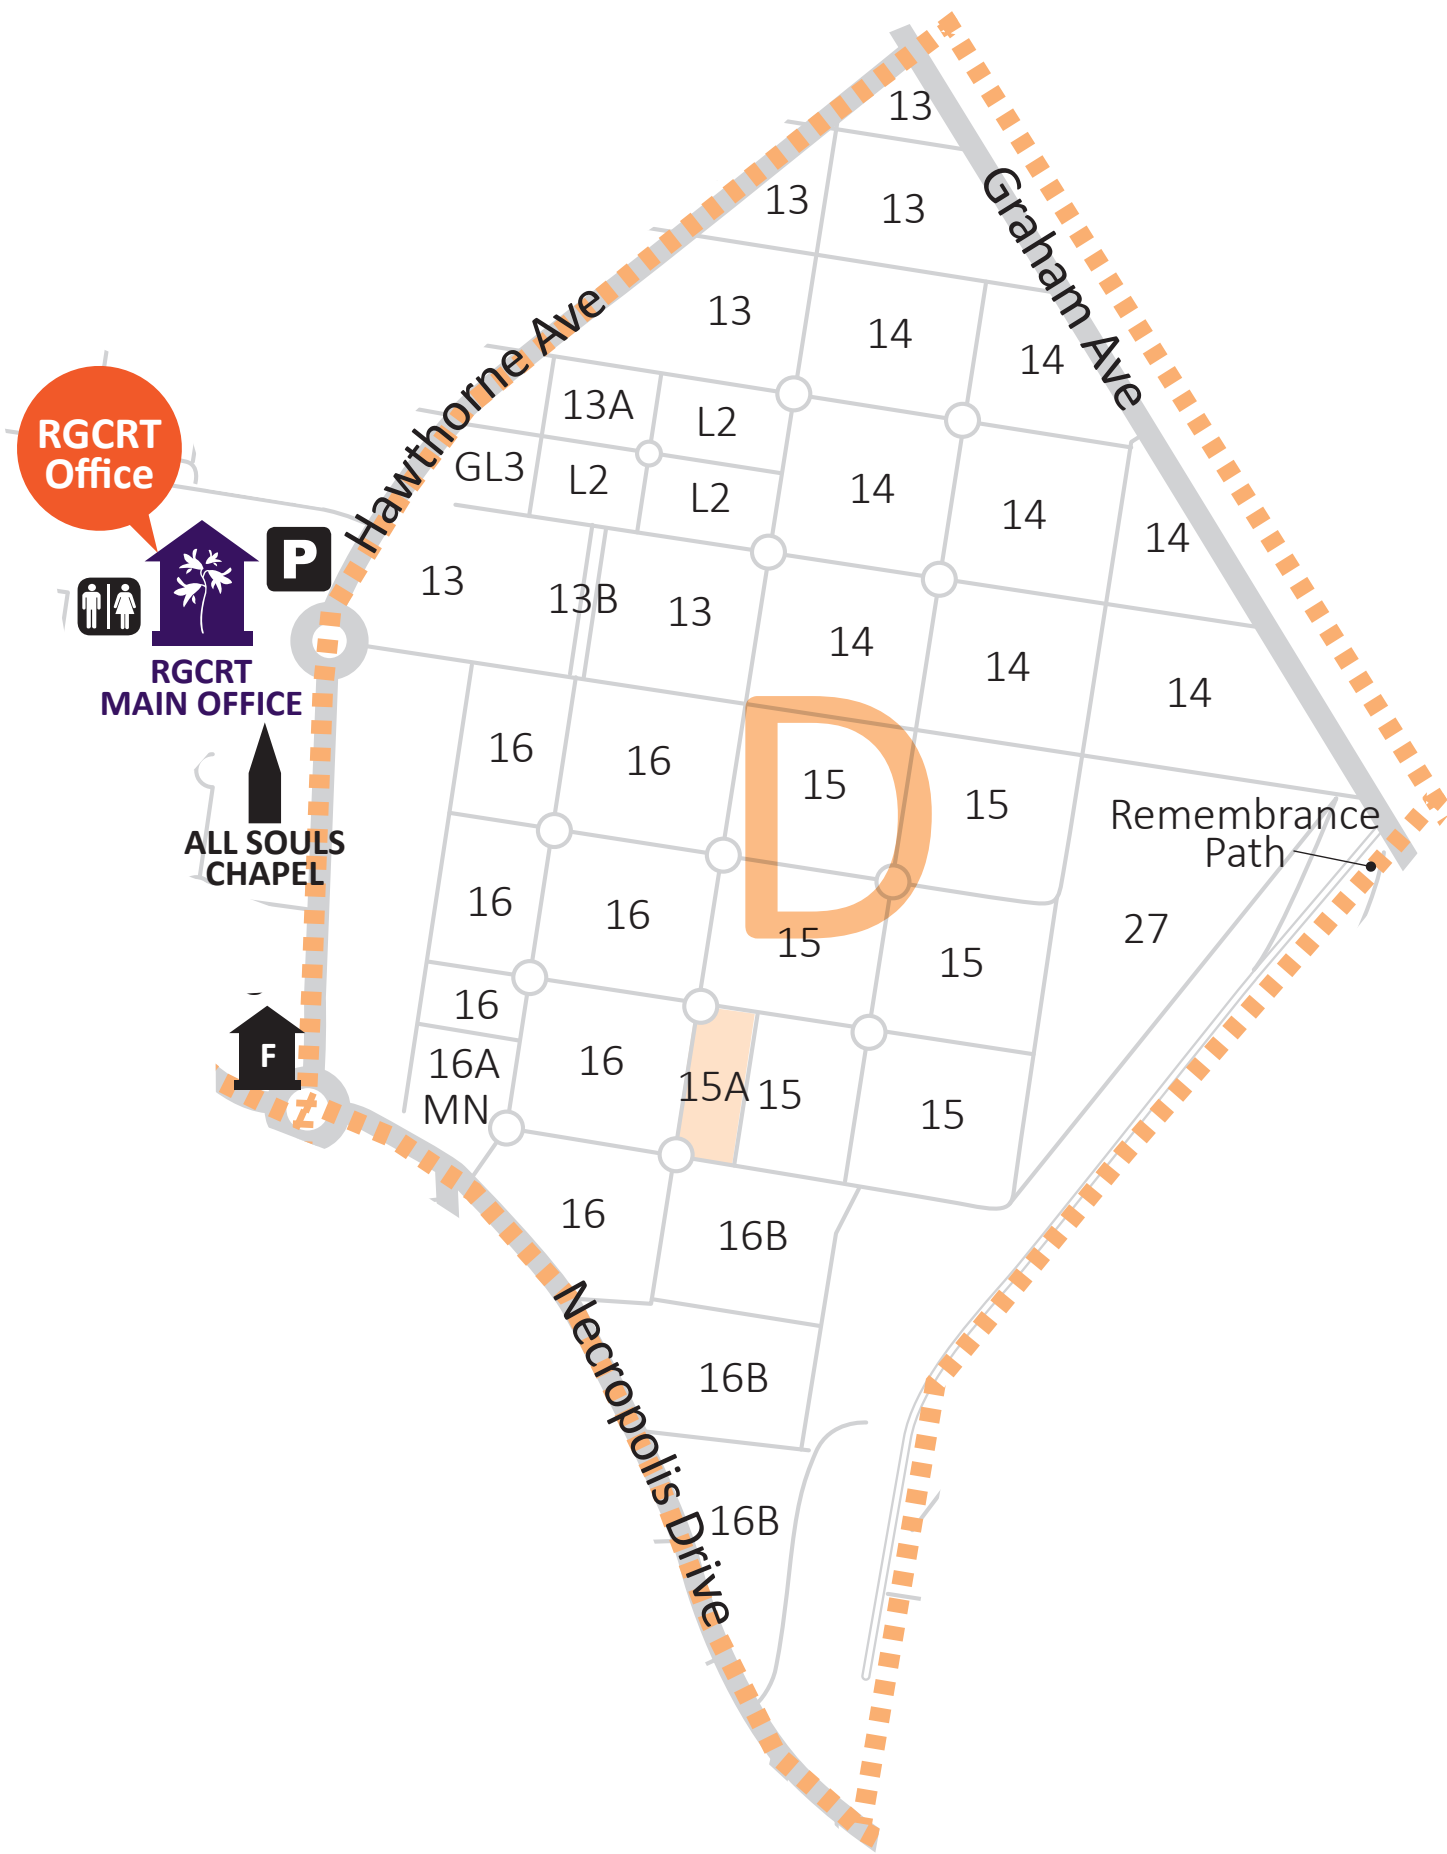 13
13
13
Graham Ave
Hawthorne Ave
13
14
14
13A
L2
RGCRT
Office
GL3
L2
L2
14
14
14
P
13
13B
13
14
14
14
RGCRT
MAIN OFFICE
16
16
D
15
15
Remembrance
Path
ALL SOULS
CHAPEL
16
16
15
15
27
16
F
16A
MN
16
15A
15
15
16
16B
Necropolis Drive
16B
16B